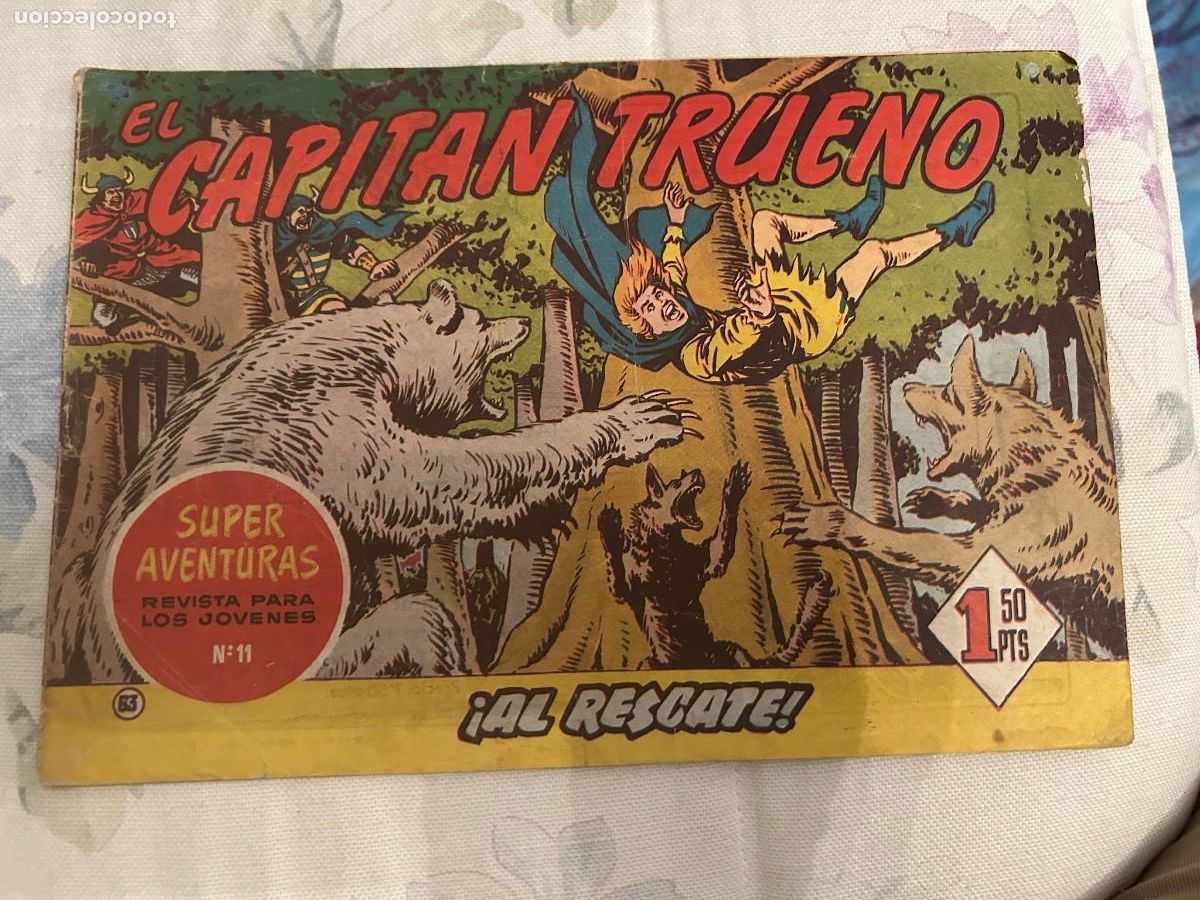 todocoleccion
EL
CAPITAN TRUENO
SUPER
AVENTURAS
REVISTA PARA
LOS JOVENES
Nº 11
1 50
PTS
63
¡AL RESCATE!